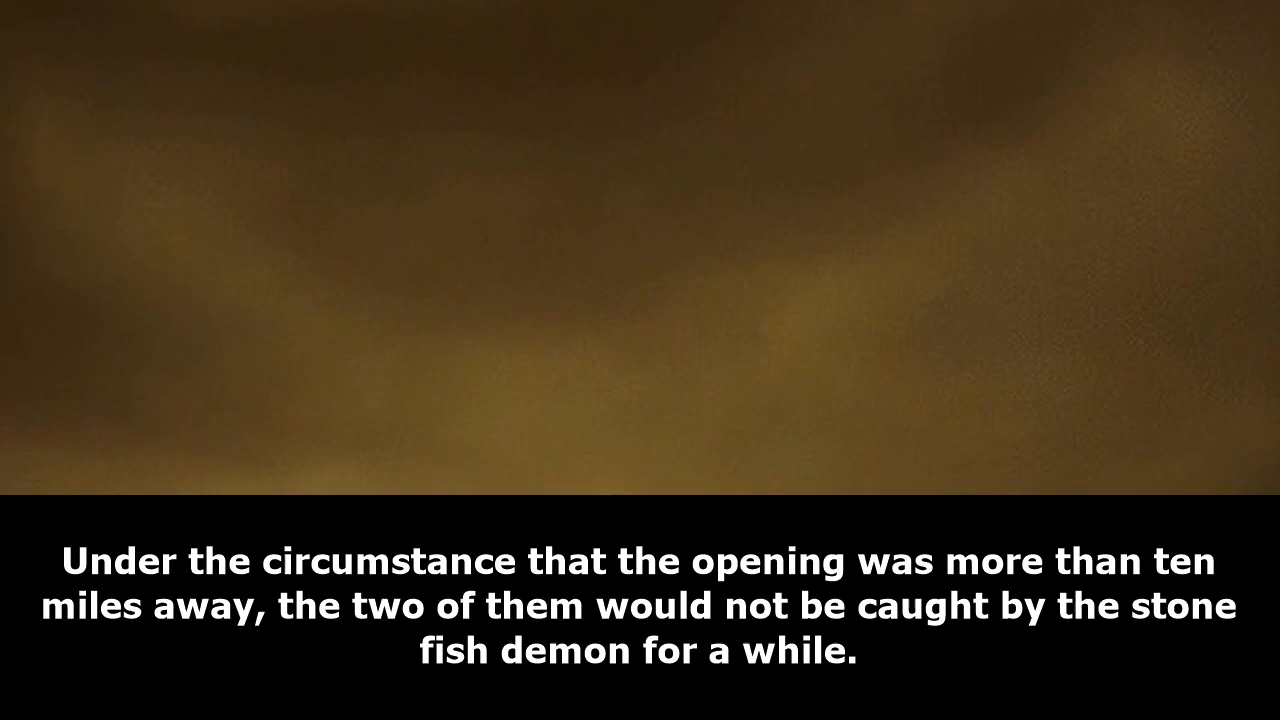 Under the circumstance that the opening was more than ten
miles away, the two of them would not be caught by the stone
fish demon for a while.